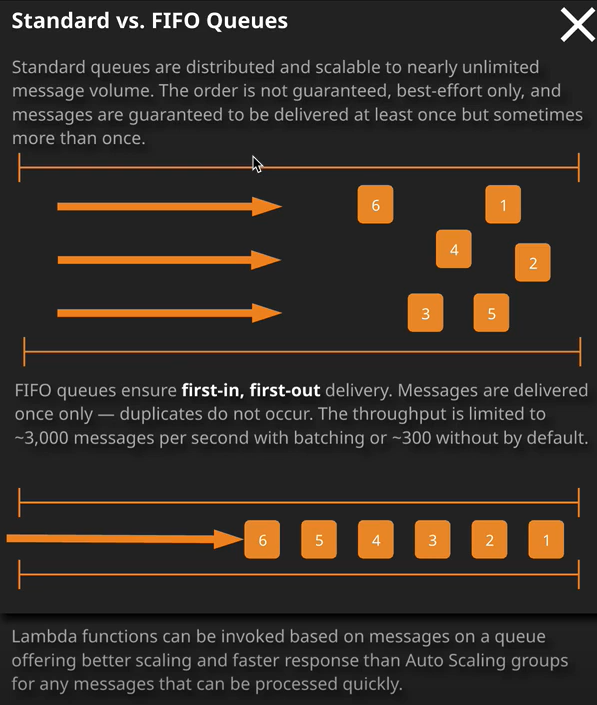 Standard vs. FIFO Queues
Standard queues are distributed and scalable to nearly unlimited
message volume. The order is not guaranteed, best-effort only, and
messages are guaranteed to be delivered at least once but sometimes
more than once.
6
1
4
2
3
5
FIFO queues ensure first-in, first-out delivery. Messages are delivered
once only — duplicates do not occur. The throughput is limited to
~3,000 messages per second with batching or ~300 without by default.
6 5 4 3 2 1
Lambda functions can be invoked based on messages on a queue
offering better scaling and faster response than Auto Scaling groups
for any messages that can be processed quickly.